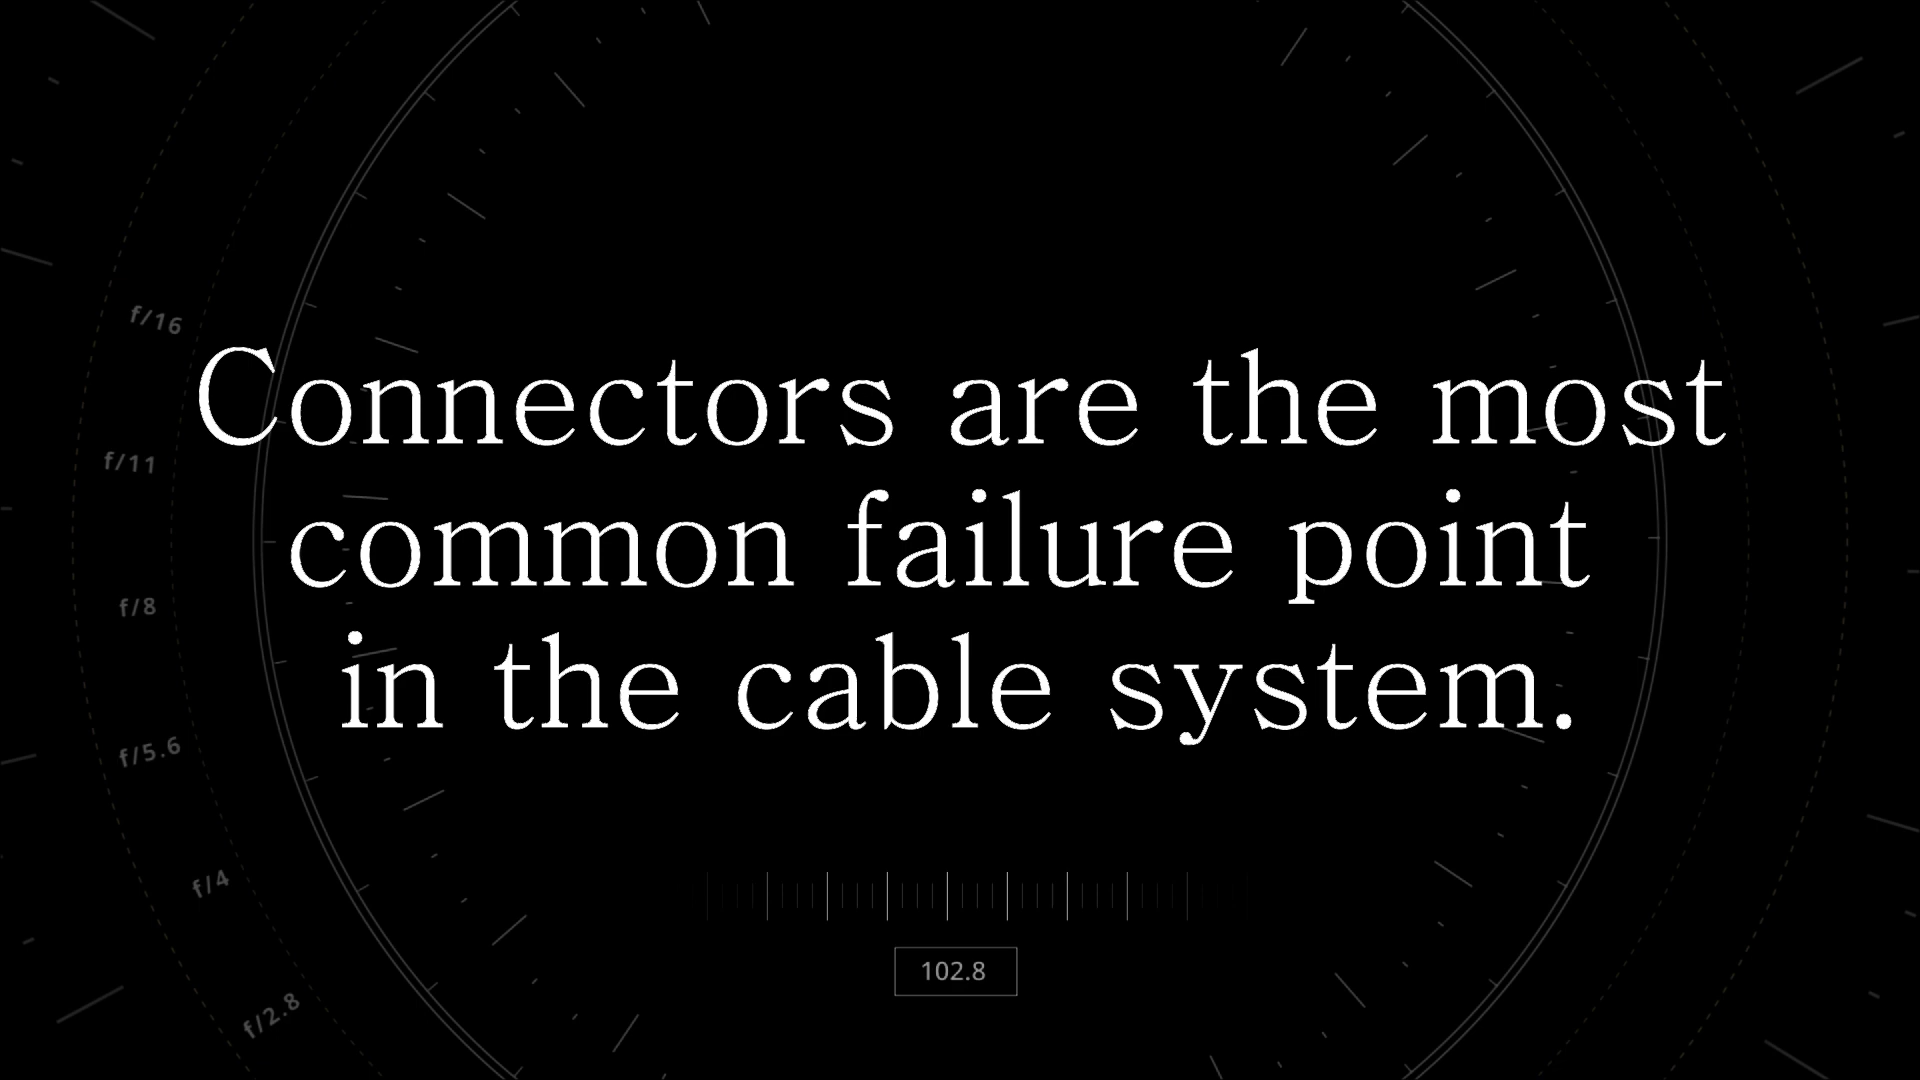 f/16
Connectors are the most
f/11
common failure point
f/8
in the cable system.
f/5.6
f/4
102.8
f/2.8